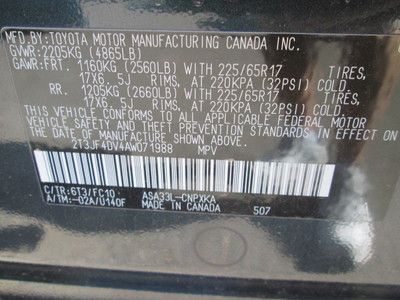 MFD. BY: TOYOTA MOTOR MANUFACTURING CANADA INC.
GVWR: 2205KG (4865LB)
GAWR: FRT. 1160KG (2560LB) WITH 225/65R17 TIRES,
17X6. 5J RIMS, AT 220KPA (32PSI) COLD.
RR. 1205KG (2660LB) WITH 225/65R17 TIRES,
17X6. 5J RIMS, AT 220KPA (32PSI) COLD.
THIS VEHICLE CONFORMS TO ALL APPLICABLE FEDERAL MOTOR
VEHICLE SAFETY STANDARDS IN EFFECT ON THE DATE OF
MANUFACTURE SHOWN ABOVE.
2T3JF4DV4AW071988 MPV
C/TR: 6T3/FC10 ASA33L-CNPXKA
A/TM: -02A/U140F MADE IN CANADA 507